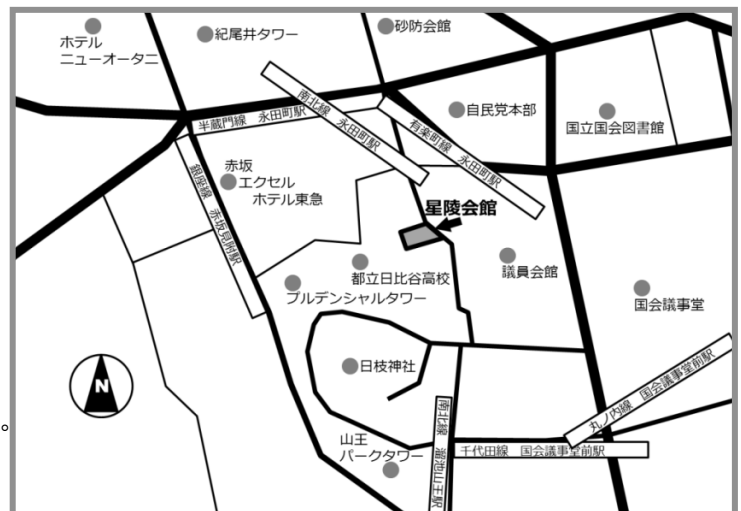 ホテル
ニューオータニ
紀尾井タワー
砂防会館
南北線 永田町駅
半蔵門線 永田町駅
有楽町線 永田町駅
自民党本部
国立国会図書館
銀座線 赤坂見附駅
赤坂
エクセル
ホテル東急
星陵会館
都立日比谷高校
プルデンシャルタワー
議員会館
国会議事堂
日枝神社
N
。
山王
パークタワー
南北線 溜池山王駅
千代田線 国会議事堂前駅
丸ノ内線 国会議事堂前駅